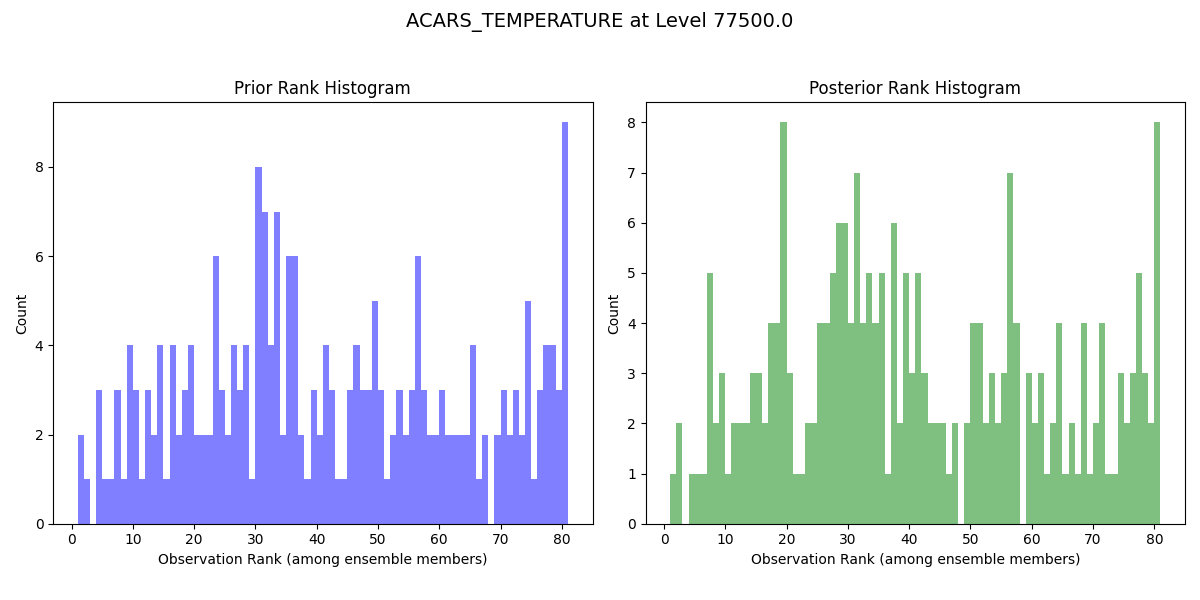 ACARS_TEMPERATURE at Level 77500.0
Prior Rank Histogram
Count
0
2
4
6
8
0 10 20 30 40 50 60 70 80
Observation Rank (among ensemble members)
Posterior Rank Histogram
Count
0
1
2
3
4
5
6
7
8
0 10 20 30 40 50 60 70 80
Observation Rank (among ensemble members)